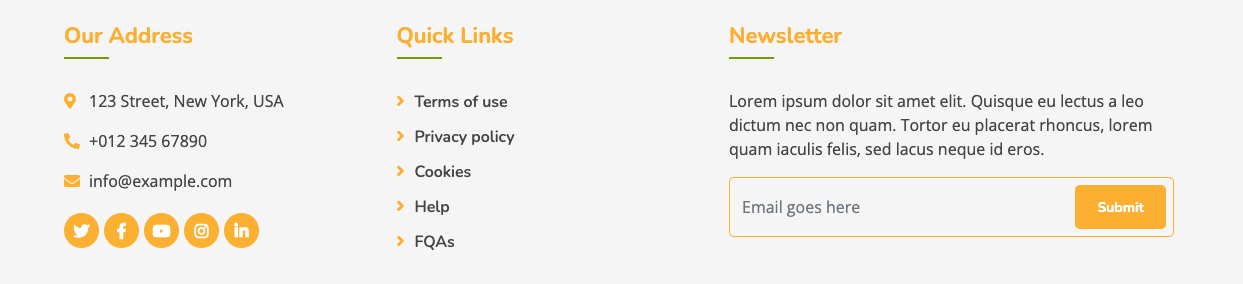 Our Address
123 Street, New York, USA
+012 345 67890
info@example.com
Quick Links
Terms of use
Privacy policy
Cookies
Help
FQAs
Newsletter
Lorem ipsum dolor sit amet elit. Quisque eu lectus a leo
dictum nec non quam. Tortor eu placerat rhoncus, lorem
quam iaculis felis, sed lacus neque id eros.
Email goes here
Submit